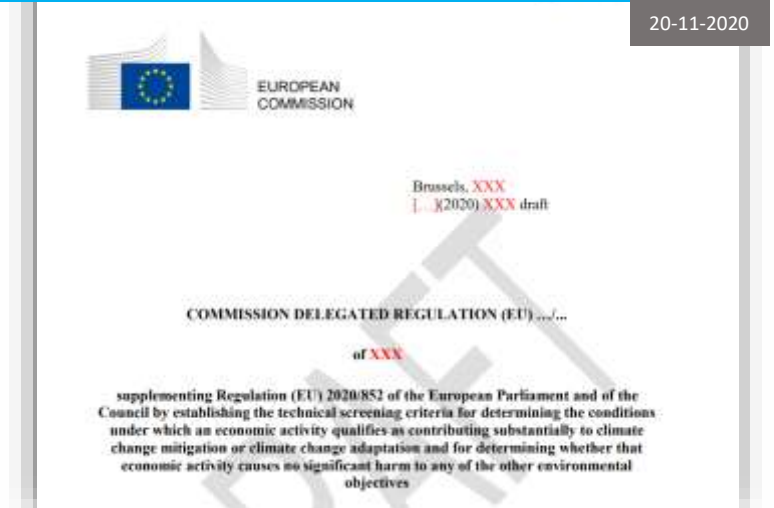 20-11-2020
EUROPEAN
COMMISSION
Brussels, XXX
[…](2020) XXX draft
COMMISSION DELEGATED REGULATION (EU) …/...
of XXX
supplementing Regulation (EU) 2020/852 of the European Parliament and of the
Council by establishing the technical screening criteria for determining the conditions
under which an economic activity qualifies as contributing substantially to climate
change mitigation or climate change adaptation and for determining whether that
economic activity causes no significant harm to any of the other environmental
objectives
DRAFT